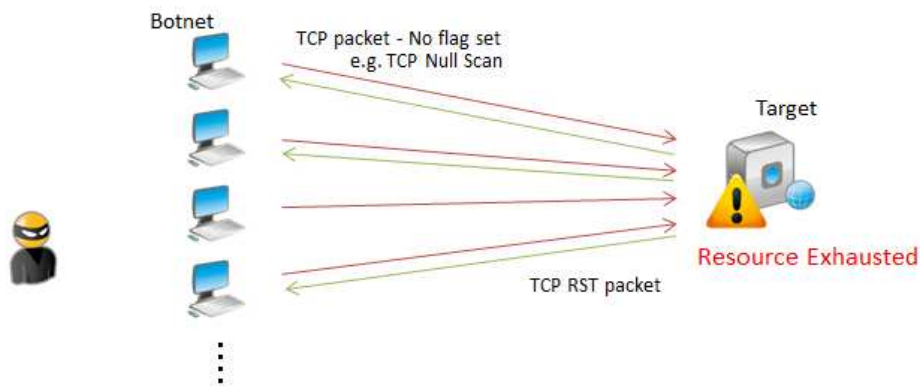 Botnet
TCP packet - No flag set
e.g. TCP Null Scan
Target
Resource Exhausted
TCP RST packet